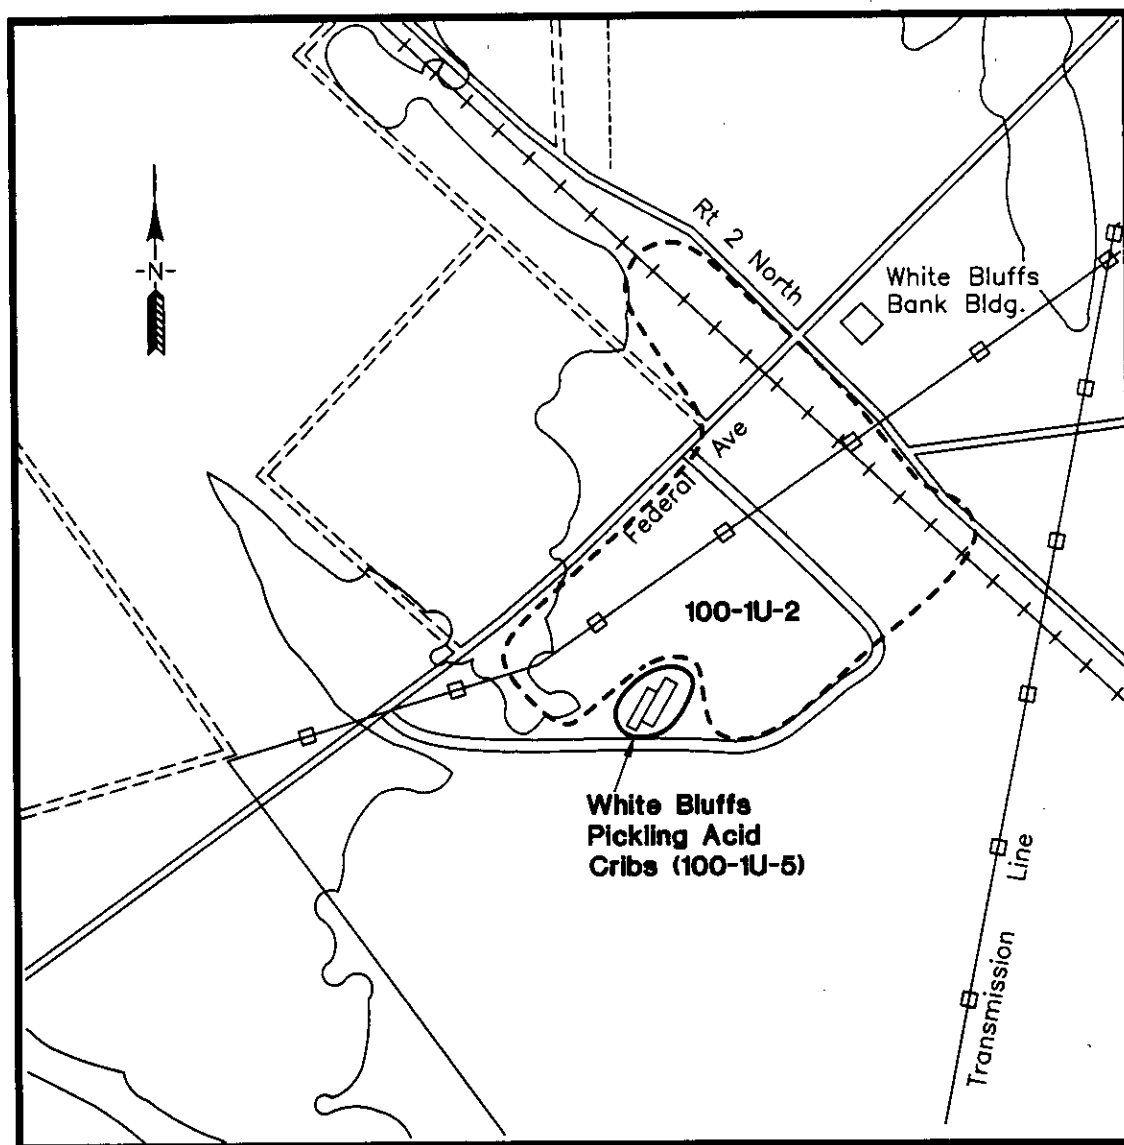 Rt 2 North
White Bluffs
Bank Bldg.
-N-
Federal Ave
100-1U-2
White Bluffs
Pickling Acid
Cribs (100-1U-5)
Transmission Line